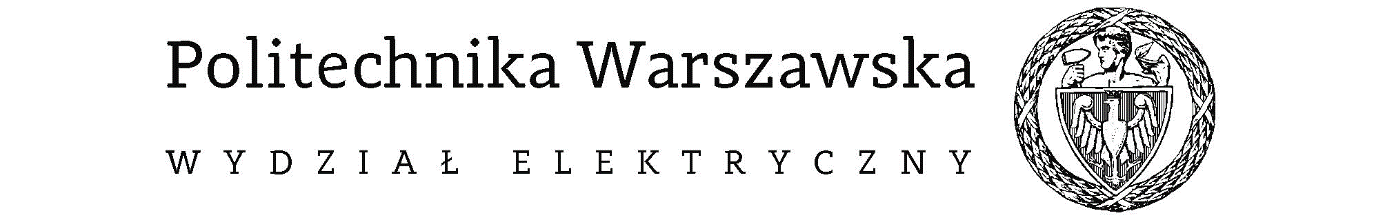 Politechnika Warszawska
WYDZIAŁ ELEKTRYCZNY